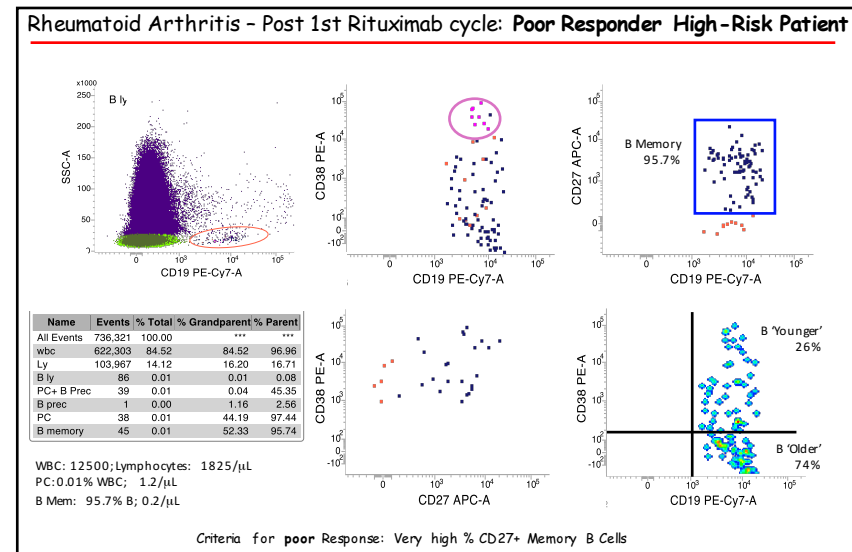 Rheumatoid Arthritis – Post 1st Rituximab cycle: Poor Responder High-Risk Patient
x1000
B ly
250
200
150
100
50
0
SSC-A
0 10³ 10⁴ 10⁵
CD19 PE-Cy7-A
10⁵
10⁴
10³
10²
0
-10²
CD38 PE-A
0 10³ 10⁴ 10⁵
CD19 PE-Cy7-A
10⁵
10⁴
10³
0
CD27 APC-A
B Memory
95.7%
0 10³ 10⁴ 10⁵
CD19 PE-Cy7-A
Name Events % Total % Grandparent % Parent
All Events 736,321 100.00 *** ***
wbc 622,303 84.52 84.52 96.96
Ly 103,967 14.12 16.20 16.71
B ly 86 0.01 0.01 0.08
PC+ B Prec 39 0.01 0.04 45.35
B prec 1 0.00 1.16 2.56
PC 38 0.01 44.19 97.44
B memory 45 0.01 52.33 95.74
WBC: 12500; Lymphocytes: 1825/μL
PC:0.01% WBC; 1.2/μL
B Mem: 95.7% B; 0.2/μL
10⁵
10⁴
10³
10²
0
-10²
CD38 PE-A
0 10³ 10⁴ 10⁵
CD27 APC-A
10⁵
10⁴
10³
10²
0
-10²
CD38 PE-A
B ‘Younger’
26%
B ‘Older’
74%
0 10³ 10⁴ 10⁵
CD19 PE-Cy7-A
Criteria for poor Response: Very high % CD27+ Memory B Cells